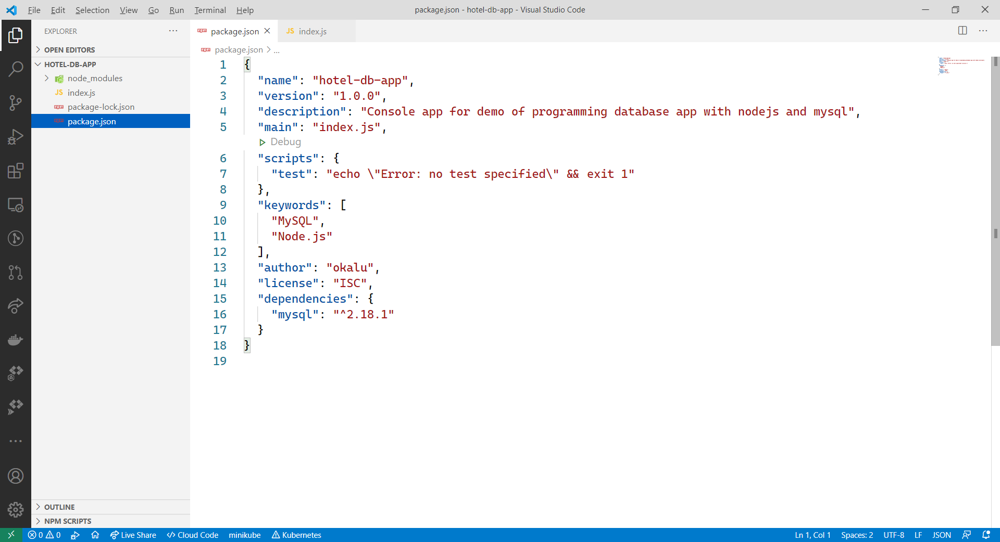 File Edit Selection View Go Run Terminal Help
package.json - hotel-db-app - Visual Studio Code
EXPLORER
OPEN EDITORS
HOTEL-DB-APP
node_modules
JS index.js
package-lock.json
package.json
package.json
JS index.js
package.json > ...
1 {
2 "name": "hotel-db-app",
3 "version": "1.0.0",
4 "description": "Console app for demo of programming database app with nodejs and mysql",
5 "main": "index.js",
Debug
6 "scripts": {
7 "test": "echo \"Error: no test specified\" && exit 1"
8 },
9 "keywords": [
10 "MySQL",
11 "Node.js"
12 ],
13 "author": "okalu",
14 "license": "ISC",
15 "dependencies": {
16 "mysql": "^2.18.1"
17 }
18 }
19
OUTLINE
NPM SCRIPTS
0 0 Live Share Cloud Code minikube Kubernetes
Ln 1, Col 1 Spaces: 2 UTF-8 LF JSON